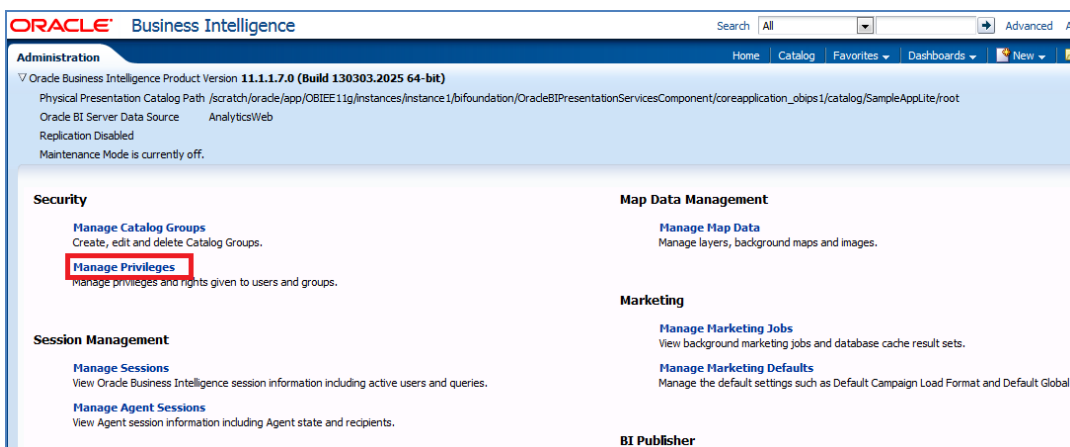 ORACLE Business Intelligence
Search All Advanced
Administration
Home Catalog Favorites Dashboards New
Oracle Business Intelligence Product Version 11.1.1.7.0 (Build 130303.2025 64-bit)
Physical Presentation Catalog Path /scratch/oracle/app/OBIEE11g/instances/instance1/bifoundation/OracleBIPresentationServicesComponent/coreapplication_obips1/catalog/SampleAppLite/root
Oracle BI Server Data Source AnalyticsWeb
Replication Disabled
Maintenance Mode is currently off.
Security
Manage Catalog Groups
Create, edit and delete Catalog Groups.
Manage Privileges
Manage privileges and rights given to users and groups.
Session Management
Manage Sessions
View Oracle Business Intelligence session information including active users and queries.
Manage Agent Sessions
View Agent session information including Agent state and recipients.
Map Data Management
Manage Map Data
Manage layers, background maps and images.
Marketing
Manage Marketing Jobs
View background marketing jobs and database cache result sets.
Manage Marketing Defaults
Manage the default settings such as Default Campaign Load Format and Default Global
BI Publisher